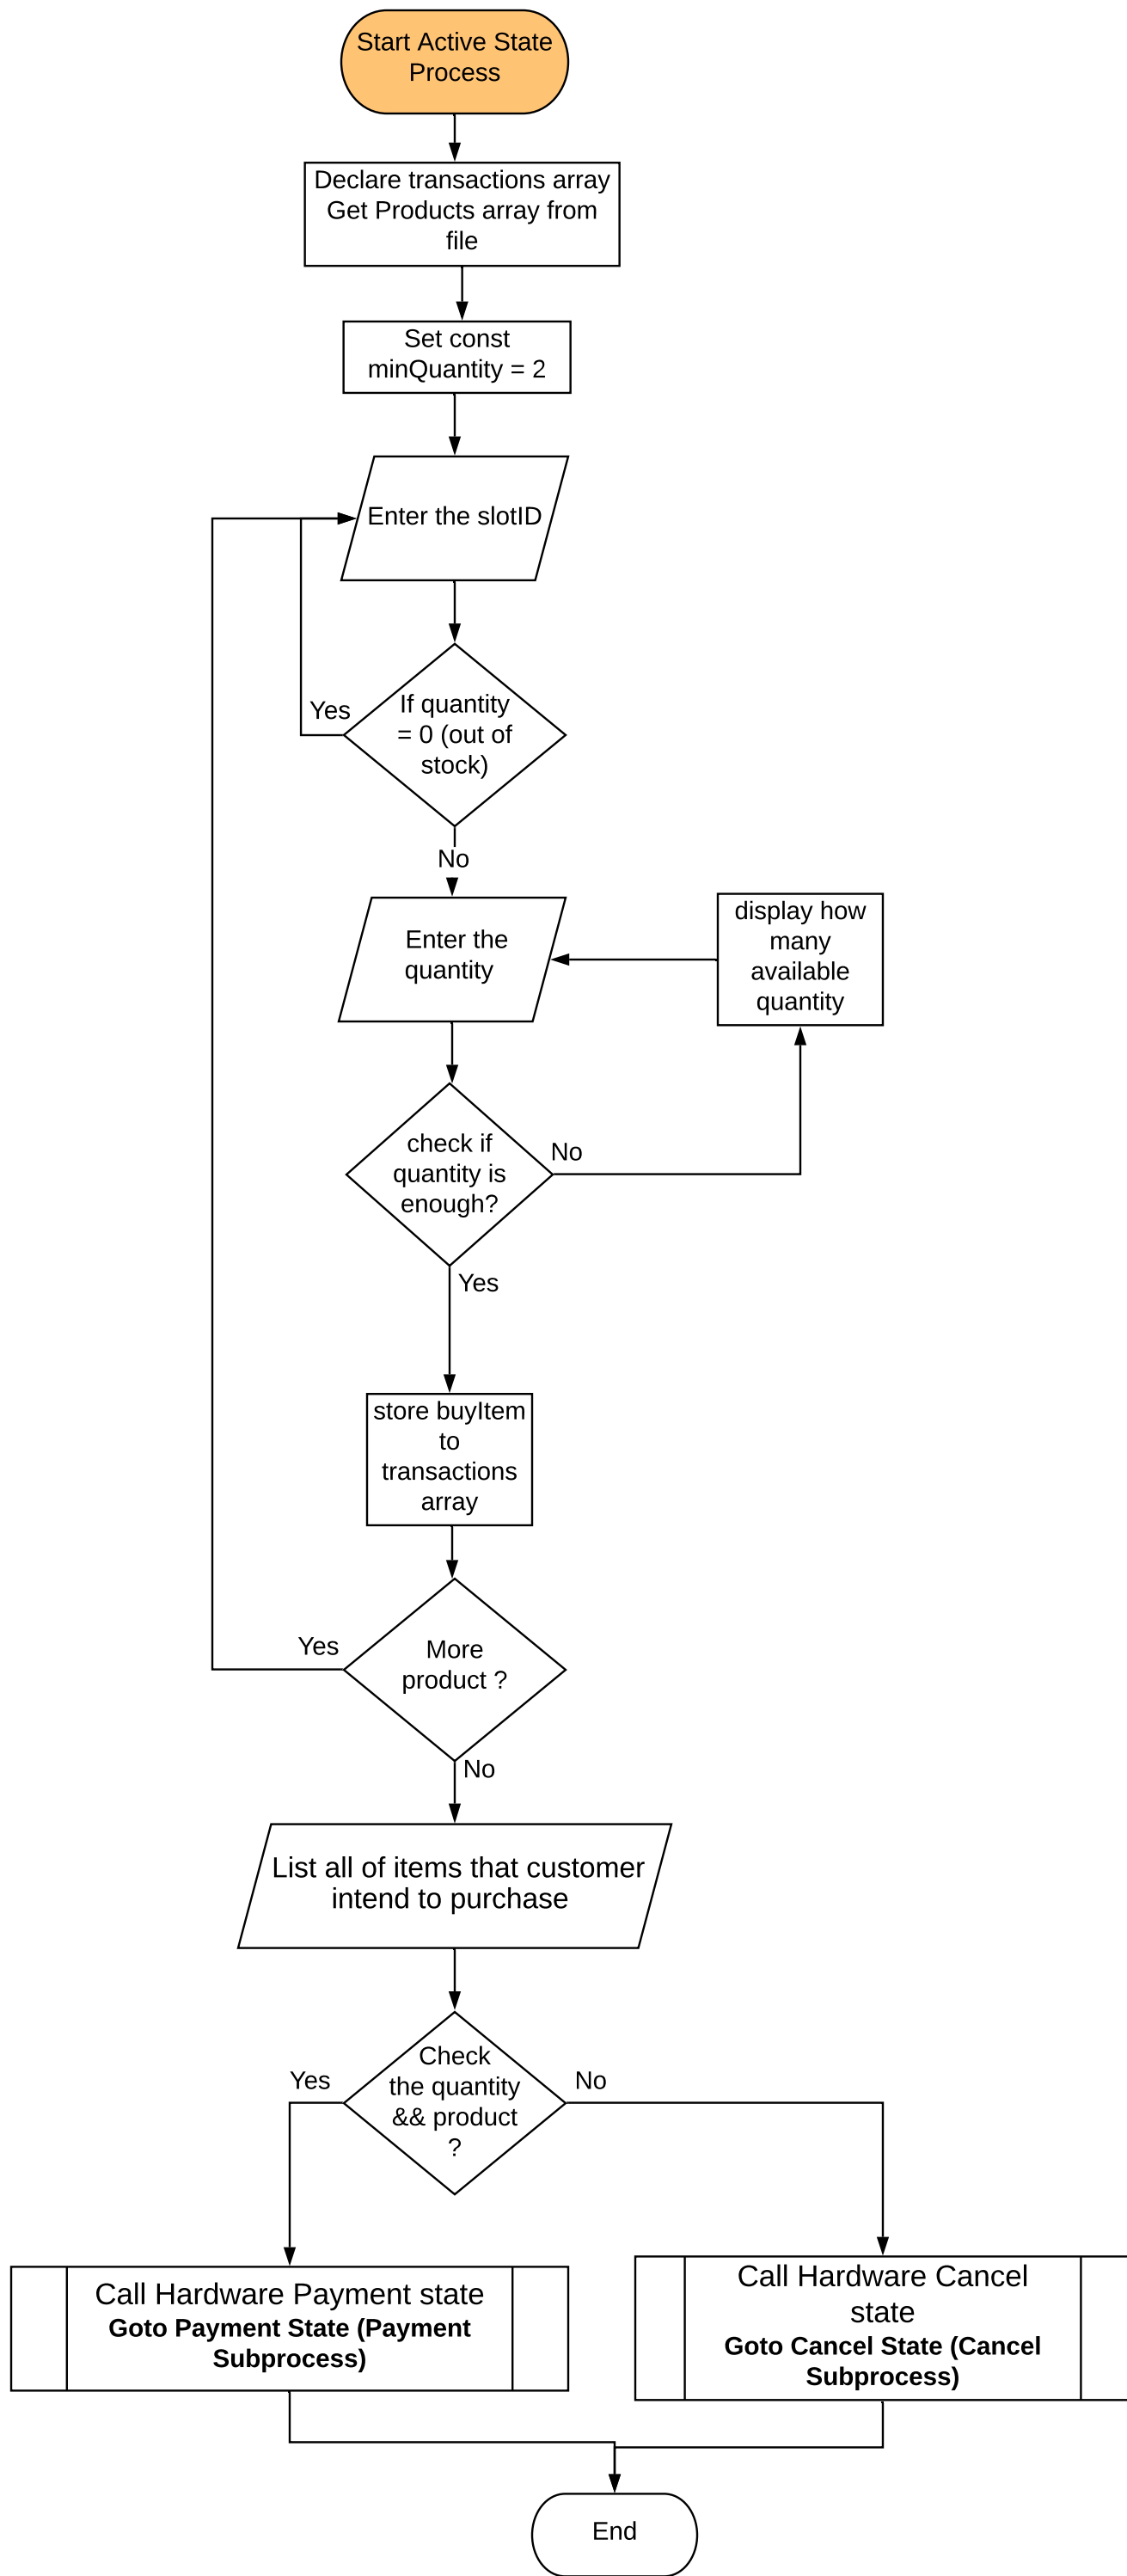 Start Active State
Process
Declare transactions array
Get Products array from
file
Set const
minQuantity = 2
Enter the slotID
Yes
If quantity
= 0 (out of
stock)
No
Enter the
quantity
display how
many
available
quantity
check if
quantity is
enough?
No
Yes
store buyItem
to
transactions
array
Yes
More
product ?
No
List all of items that customer
intend to purchase
Yes
Check
the quantity
&& product
?
No
Call Hardware Payment state
Goto Payment State (Payment
Subprocess)
Call Hardware Cancel
state
Goto Cancel State (Cancel
Subprocess)
End